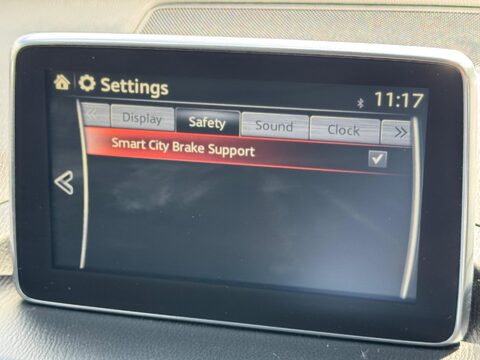 Settings
11:17
Display
Safety
Sound
Clock
Smart City Brake Support